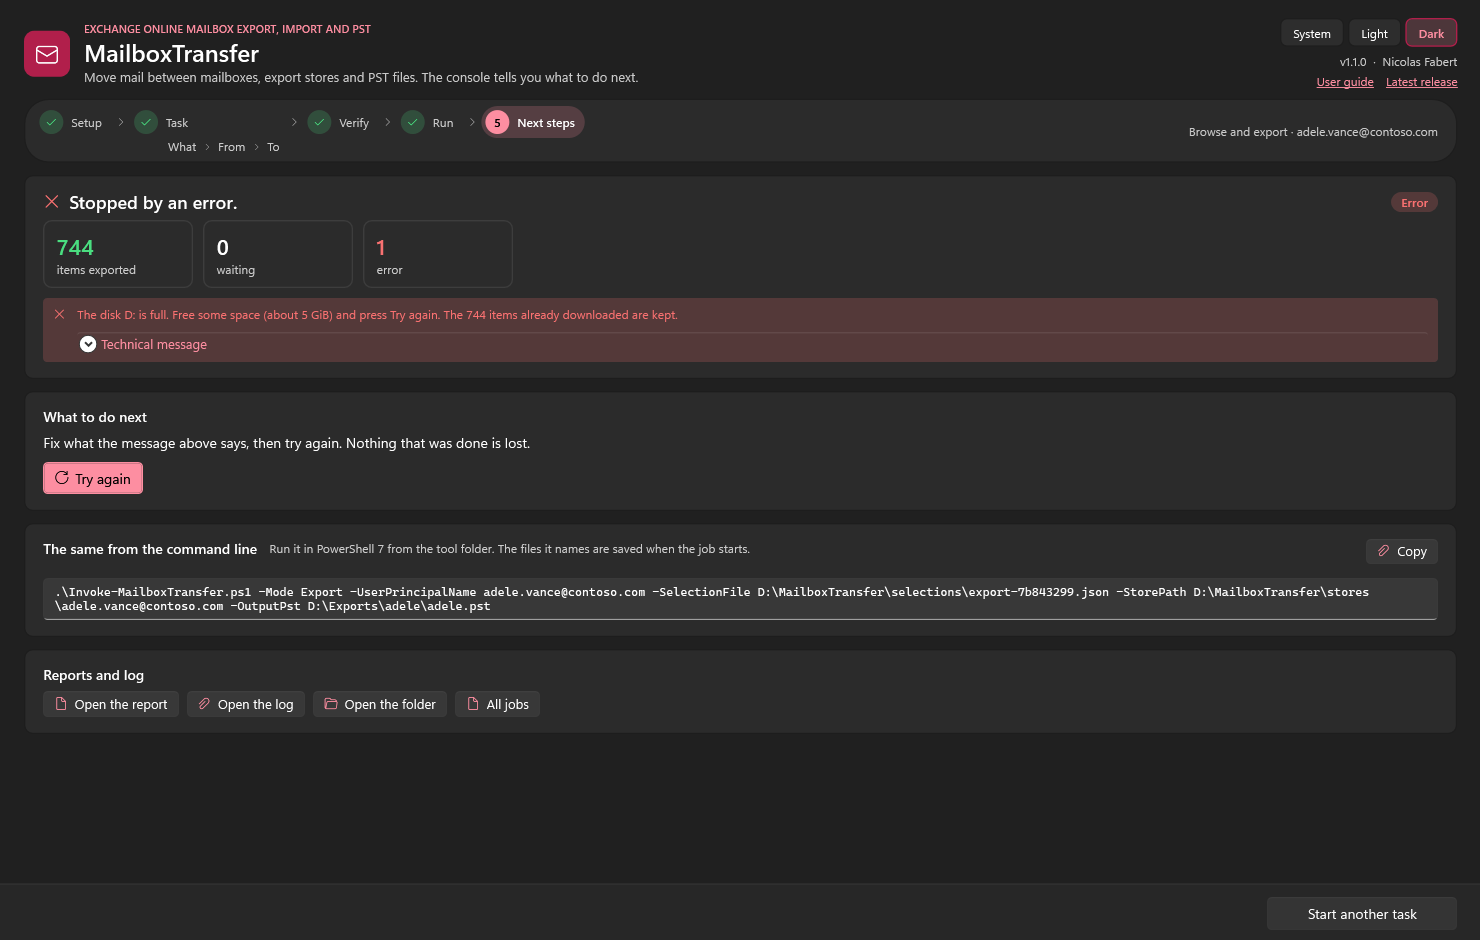 EXCHANGE ONLINE MAILBOX EXPORT, IMPORT AND PST
MailboxTransfer
Move mail between mailboxes, export stores and PST files. The console tells you what to do next.
System
Light
Dark
v1.1.0 · Nicolas Fabert
User guide
Latest release
Setup
Task
Verify
Run
5
Next steps
What
From
To
Browse and export · adele.vance@contoso.com
Stopped by an error.
Error
744
items exported
0
waiting
1
error
The disk D: is full. Free some space (about 5 GiB) and press Try again. The 744 items already downloaded are kept.
Technical message
What to do next
Fix what the message above says, then try again. Nothing that was done is lost.
Try again
The same from the command line
Run it in PowerShell 7 from the tool folder. The files it names are saved when the job starts.
Copy
.\Invoke-MailboxTransfer.ps1 -Mode Export -UserPrincipalName adele.vance@contoso.com -SelectionFile D:\MailboxTransfer\selections\export-7b843299.json -StorePath D:\MailboxTransfer\stores
\adele.vance@contoso.com -OutputPst D:\Exports\adele\adele.pst
Reports and log
Open the report
Open the log
Open the folder
All jobs
Start another task